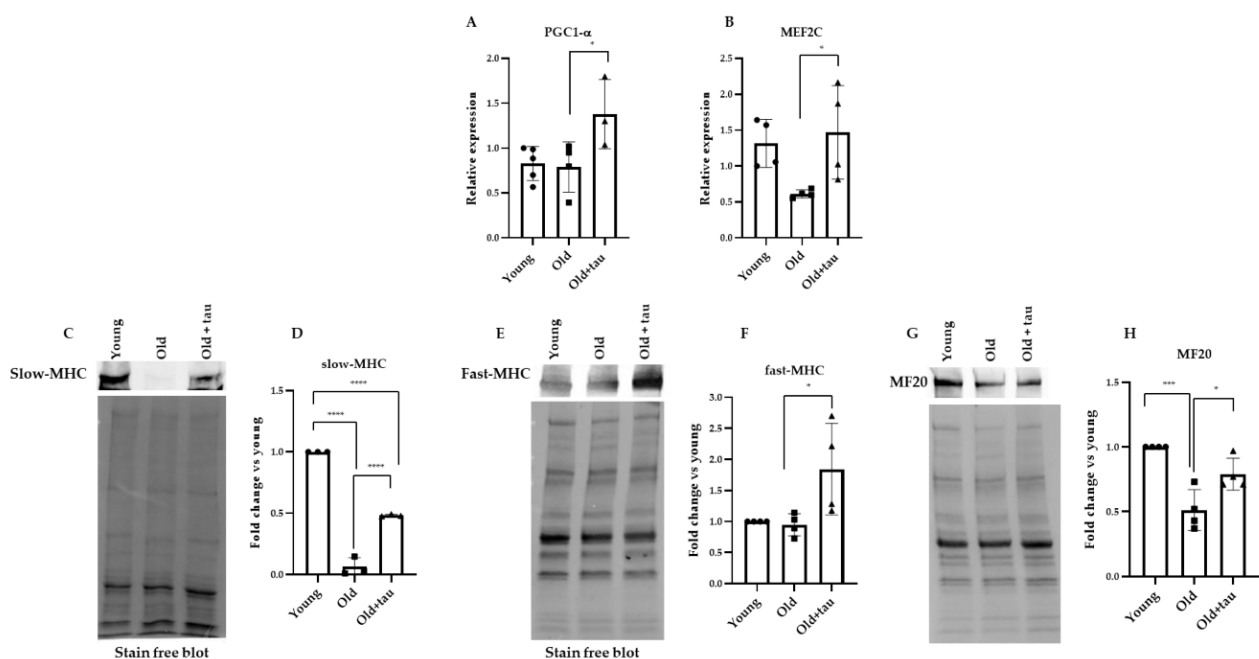 A
PGC1-α
*
2.0
1.5
1.0
0.5
0.0
Relative expression
Young
Old
Old+tau
B
MEF2C
*
2.5
2.0
1.5
1.0
0.5
0.0
Relative expression
Young
Old
Old+tau
C
Young
Old
Old + tau
Slow-MHC
Stain free blot
D
slow-MHC
****
****
****
1.5
1.0
0.5
0.0
Fold change vs young
Young
Old
Old+tau
E
Young
Old
Old + tau
Fast-MHC
Stain free blot
F
fast-MHC
*
3.0
2.5
2.0
1.5
1.0
0.5
0.0
Fold change vs young
Young
Old
Old+tau
G
Young
Old
Old + tau
MF20
H
MF20
***
*
1.5
1.0
0.5
0.0
Fold change vs young
Young
Old
Old+tau